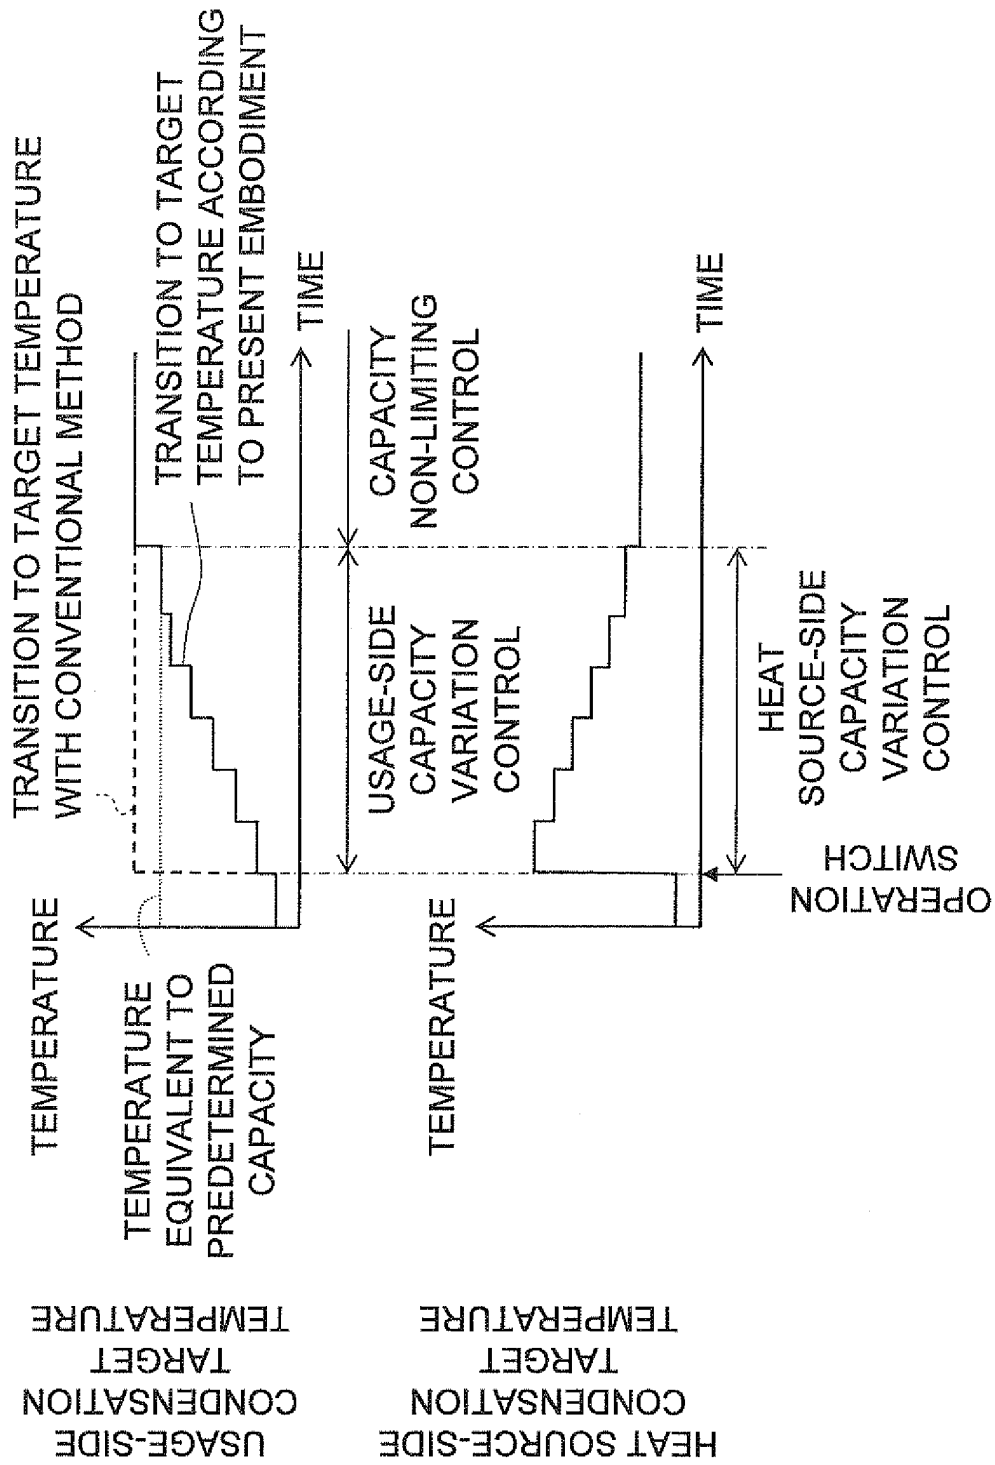 TRANSITION TO TARGET TEMPERATURE
WITH CONVENTIONAL METHOD
TRANSITION TO TARGET
TEMPERATURE ACCORDING
TO PRESENT EMBODIMENT
TEMPERATURE
TEMPERATURE
EQUIVALENT TO
PREDETERMINED
CAPACITY
USAGE-SIDE
CONDENSATION
TARGET
TEMPERATURE
TIME
USAGE-SIDE
CAPACITY
VARIATION
CONTROL
CAPACITY
NON-LIMITING
CONTROL
TEMPERATURE
HEAT SOURCE-SIDE
CONDENSATION
TARGET
TEMPERATURE
TIME
OPERATION
SWITCH
HEAT
SOURCE-SIDE
CAPACITY
VARIATION
CONTROL